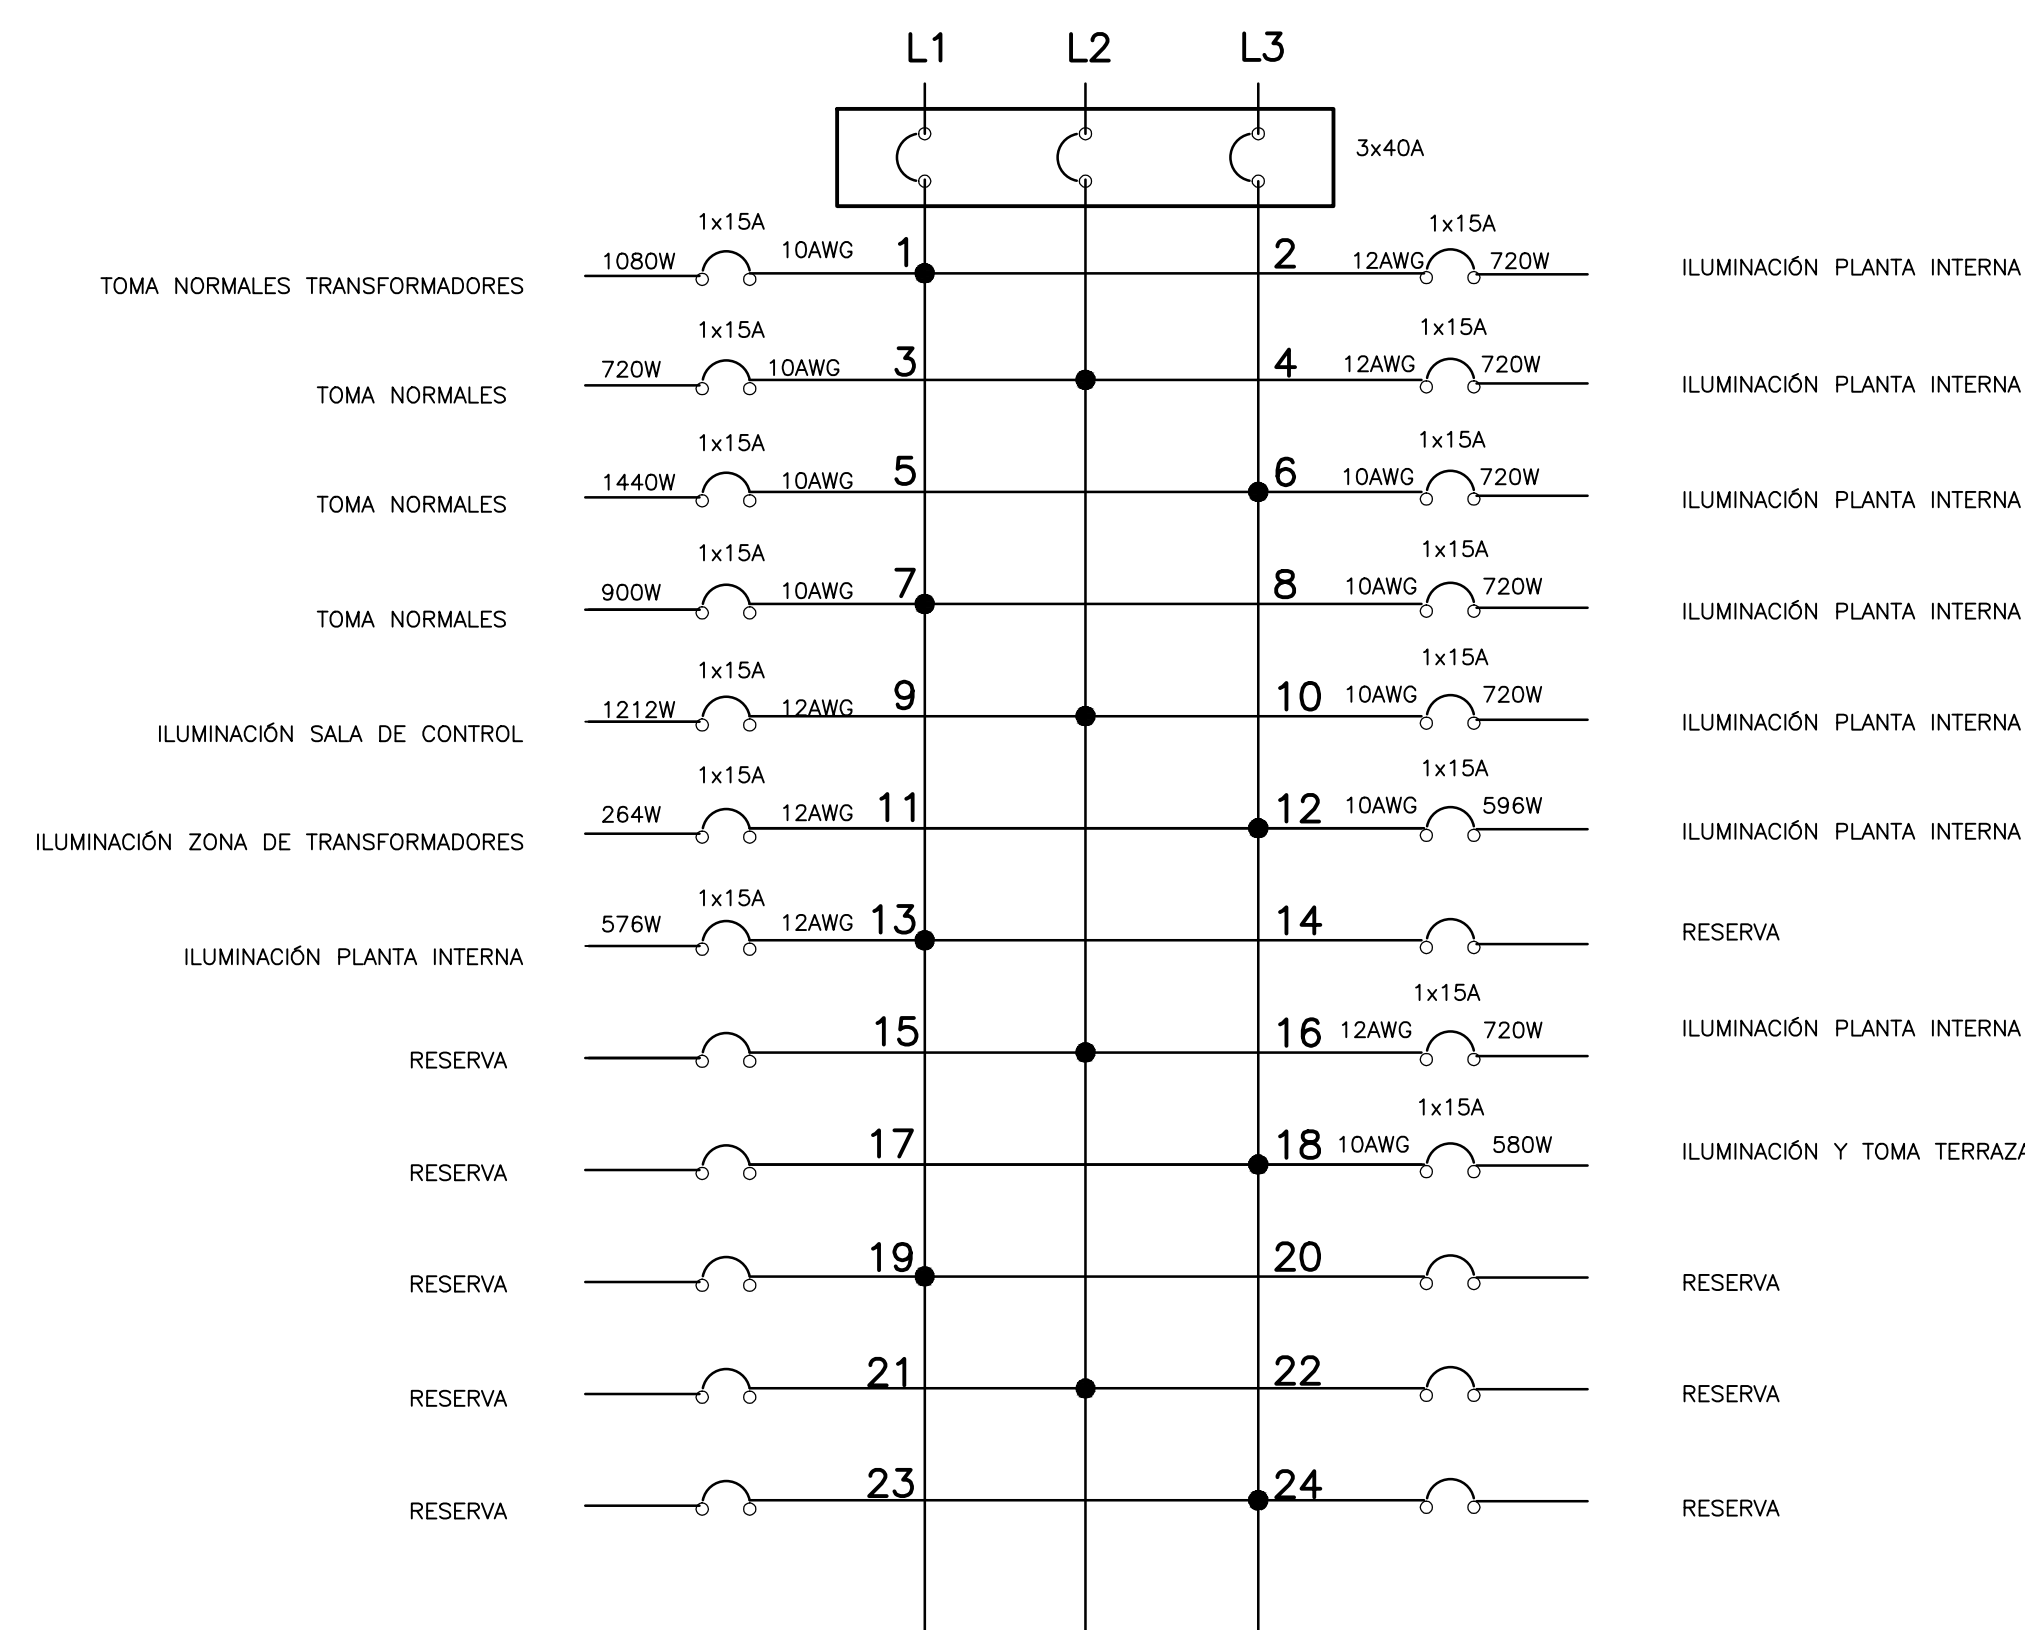 L1 L2 L3
3x40A
1x15A 1x15A
1080W 10AWG 1 2 12AWG 720W
TOMA NORMALES TRANSFORMADORES ILUMINACIÓN PLANTA INTERNA
1x15A 1x15A
720W 10AWG 3 4 12AWG 720W
TOMA NORMALES ILUMINACIÓN PLANTA INTERNA
1x15A 1x15A
1440W 10AWG 5 6 10AWG 720W
TOMA NORMALES ILUMINACIÓN PLANTA INTERNA
1x15A 1x15A
900W 10AWG 7 8 10AWG 720W
TOMA NORMALES ILUMINACIÓN PLANTA INTERNA
1x15A 1x15A
1212W 12AWG 9 10 10AWG 720W
ILUMINACIÓN SALA DE CONTROL ILUMINACIÓN PLANTA INTERNA
1x15A 1x15A
264W 12AWG 11 12 10AWG 596W
ILUMINACIÓN ZONA DE TRANSFORMADORES ILUMINACIÓN PLANTA INTERNA
1x15A
576W 12AWG 13 14 RESERVA
ILUMINACIÓN PLANTA INTERNA
1x15A
15 16 12AWG 720W ILUMINACIÓN PLANTA INTERNA
RESERVA
1x15A
17 18 10AWG 580W ILUMINACIÓN Y TOMA TERRAZA
RESERVA
19 20
RESERVA RESERVA
21 22
RESERVA RESERVA
23 24
RESERVA RESERVA